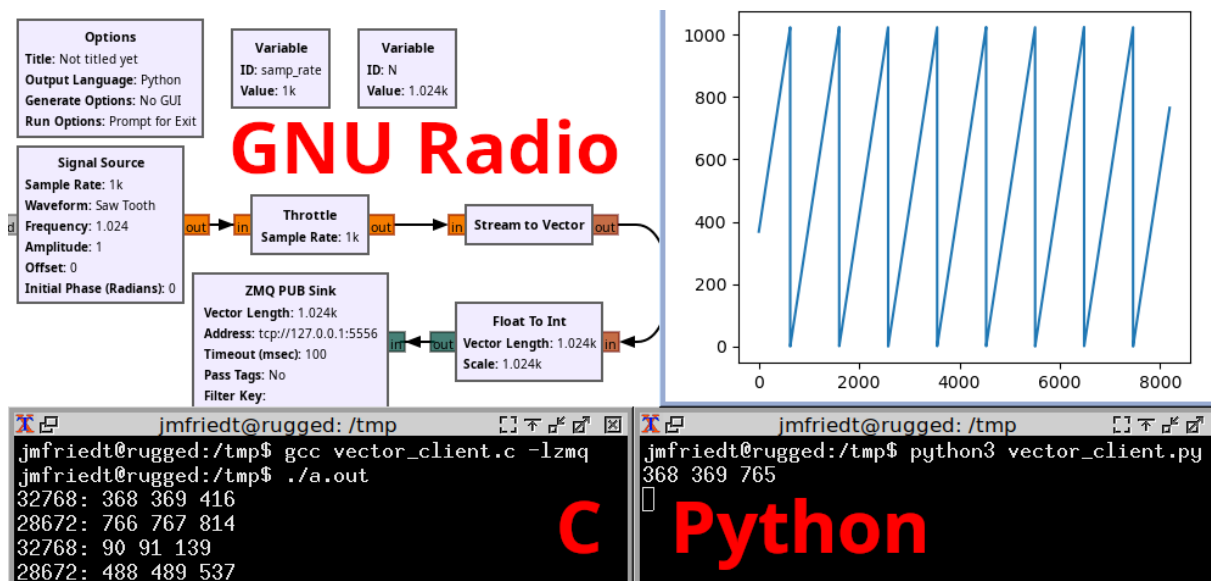 Options
Title: Not titled yet
Output Language: Python
Generate Options: No GUI
Run Options: Prompt for Exit
Variable
ID: samp_rate
Value: 1k
Variable
ID: N
Value: 1.024k
GNU Radio
Signal Source
Sample Rate: 1k
Waveform: Saw Tooth
Frequency: 1.024
Amplitude: 1
Offset: 0
Initial Phase (Radians): 0
d
out
in
Throttle
Sample Rate: 1k
out
in
Stream to Vector
out
ZMQ PUB Sink
Vector Length: 1.024k
Address: tcp://127.0.0.1:5556
Timeout (msec): 100
Pass Tags: No
Filter Key:
in
out
Float To Int
Vector Length: 1.024k
Scale: 1.024k
in
1000
800
600
400
200
0
0 2000 4000 6000 8000
jmfriedt@rugged: /tmp
jmfriedt@rugged:/tmp$ gcc vector_client.c -lzmq
jmfriedt@rugged:/tmp$ ./a.out
32768: 368 369 416
28672: 766 767 814
32768: 90 91 139
28672: 488 489 537
C
jmfriedt@rugged: /tmp
jmfriedt@rugged:/tmp$ python3 vector_client.py
368 369 765
Python